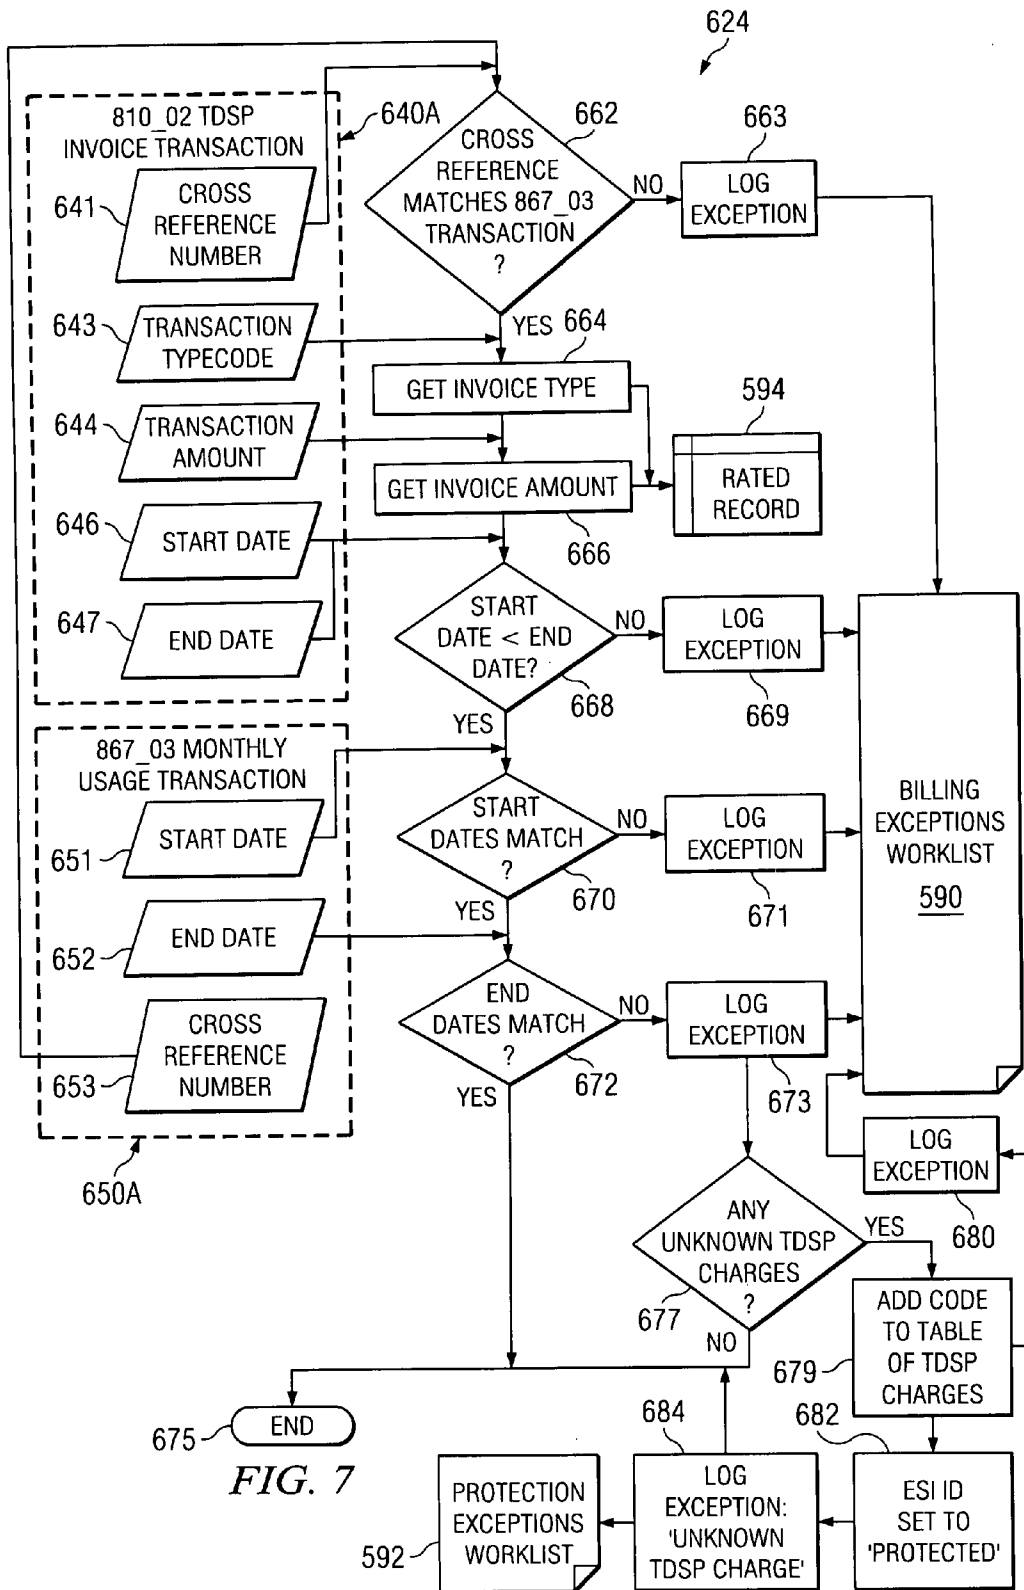 624
810_02 TDSP
INVOICE TRANSACTION
640A
641
CROSS
REFERENCE
NUMBER
CROSS
REFERENCE
MATCHES 867_03
TRANSACTION
?
662
NO
663
LOG
EXCEPTION
YES
643
TRANSACTION
TYPECODE
664
GET INVOICE TYPE
644
TRANSACTION
AMOUNT
594
RATED
RECORD
GET INVOICE AMOUNT
666
646
START DATE
647
END DATE
START
DATE < END
DATE?
668
NO
LOG
EXCEPTION
669
YES
867_03 MONTHLY
USAGE TRANSACTION
651
START DATE
START
DATES MATCH
?
670
NO
LOG
EXCEPTION
671
BILLING
EXCEPTIONS
WORKLIST
590
YES
652
END DATE
END
DATES MATCH
?
672
NO
LOG
EXCEPTION
673
653
CROSS
REFERENCE
NUMBER
YES
650A
LOG
EXCEPTION
680
ANY
UNKNOWN TDSP
CHARGES
?
677
YES
NO
ADD CODE
TO TABLE
OF TDSP
CHARGES
679
675
END
FIG. 7
682
ESI ID
SET TO
'PROTECTED'
684
LOG
EXCEPTION:
'UNKNOWN
TDSP CHARGE'
PROTECTION
EXCEPTIONS
WORKLIST
592